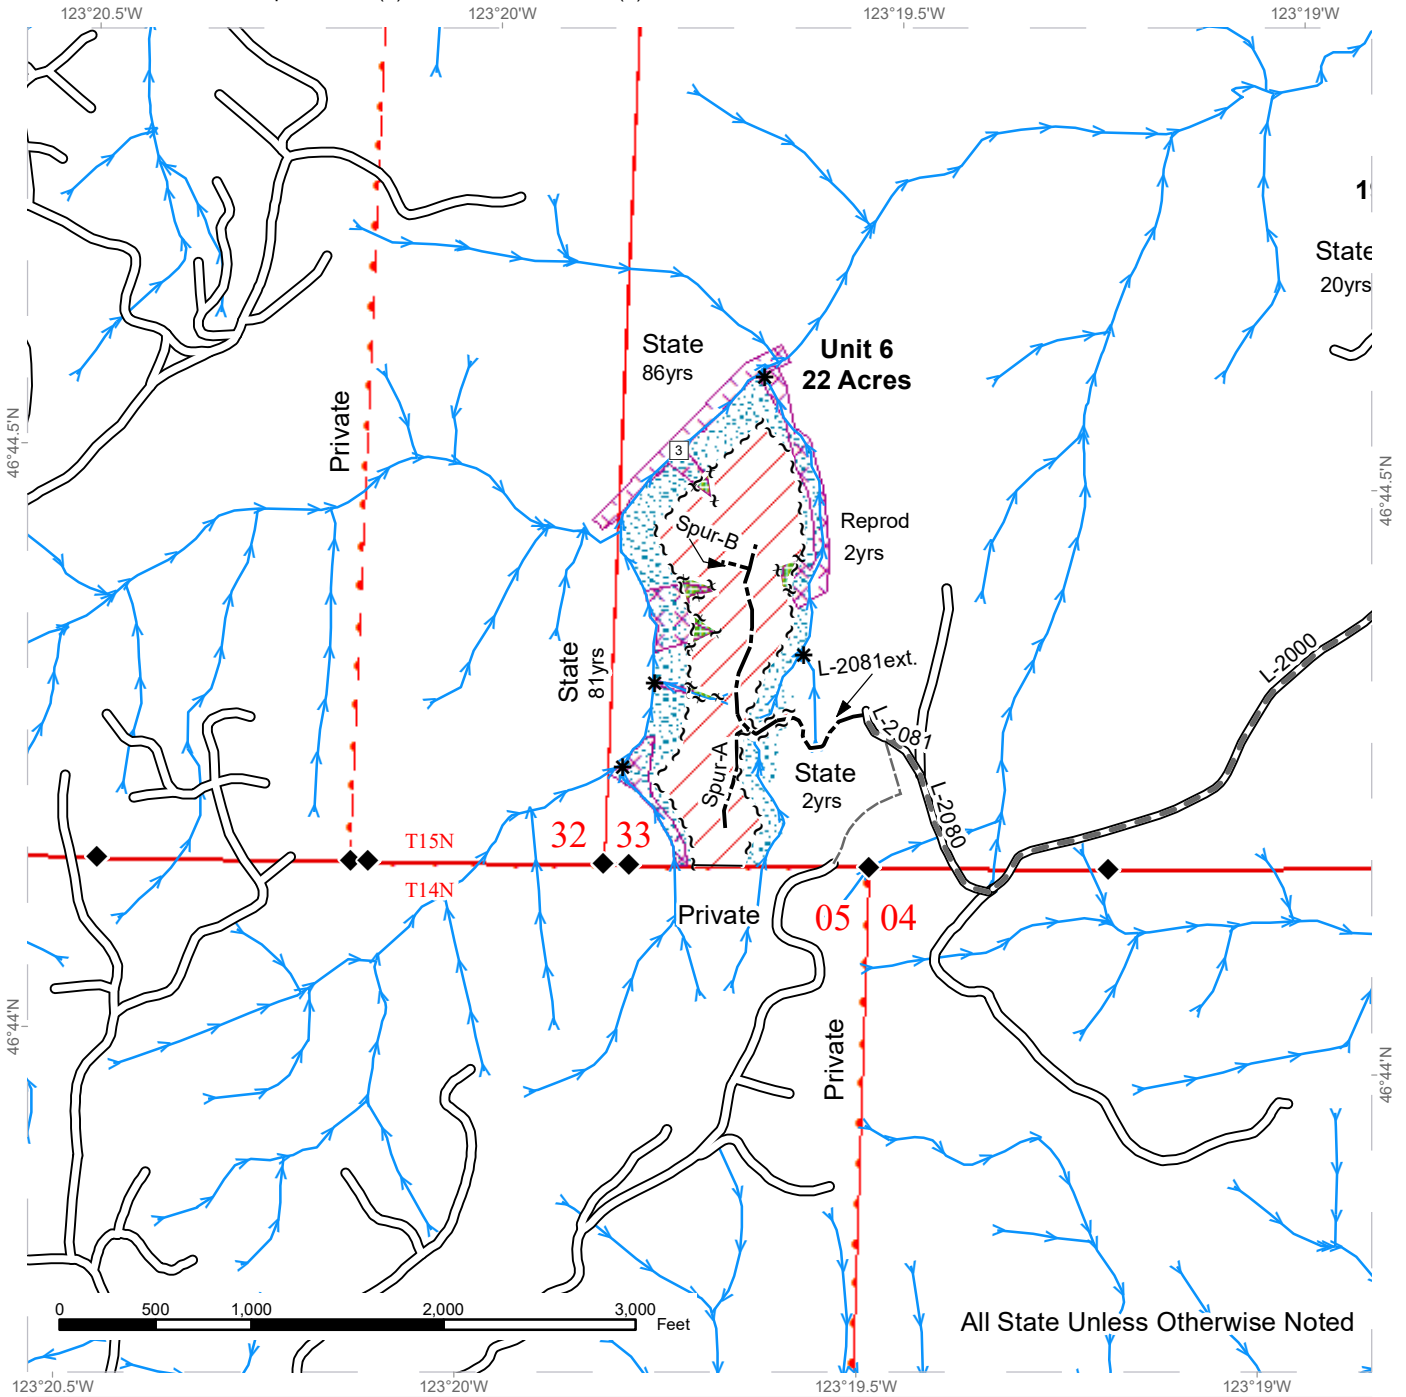 123°20.5'W
123°20'W
123°19.5'W
123°19'W
State
20yrs
State
86yrs
Unit 6
22 Acres
Private
46°44.5'N
46°44.5'N
3
Spur-B
Reprod
2yrs
State
81yrs
L-2081ext.
L-2000
L-2081
Spur-A
State
2yrs
L-2080
T15N
32
33
T14N
Private
05
04
46°44'N
46°44'N
Private
0
500
1,000
2,000
3,000
Feet
All State Unless Otherwise Noted
123°20.5'W
123°20'W
123°19.5'W
123°19'W